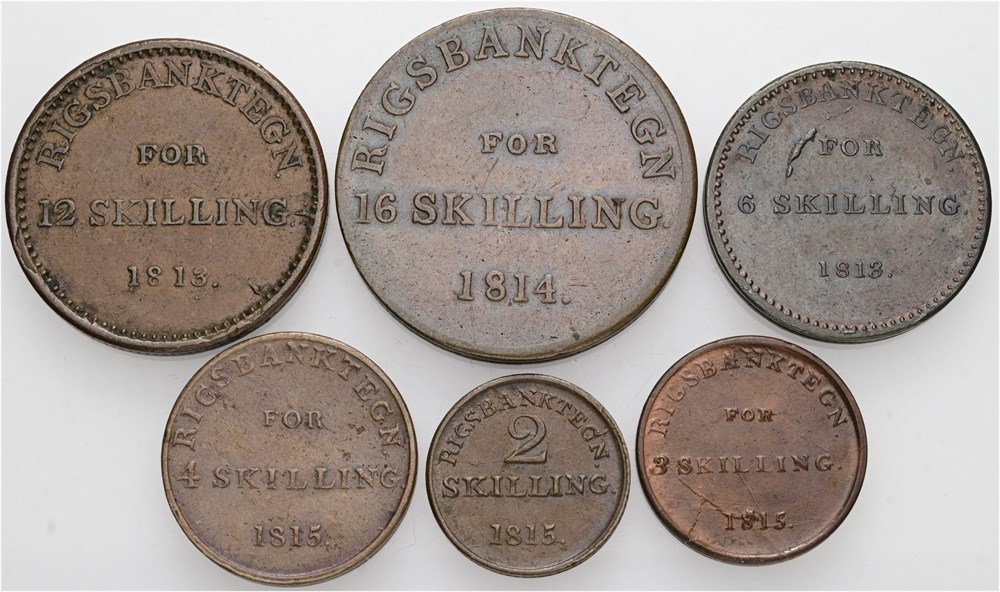 RIGSBANKTEGN
FOR
12 SKILLING.
1813.
RIGSBANKTEGN
FOR
16 SKILLING.
1814.
RIGSBANKTEGN.
FOR
6 SKILLING.
1813.
RIGSBANKTEGN
FOR
4 SKILLING
1815.
RIGSBANKTEGN.
2
SKILLING.
1815.
RIGSBANKTEGN.
FOR
3 SKILLING.
1815.